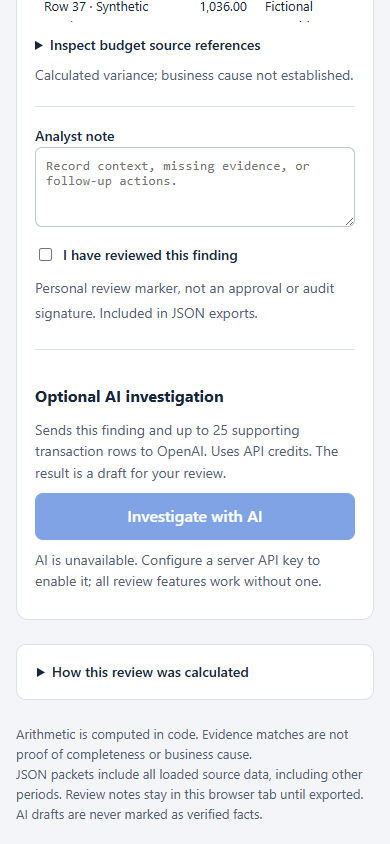 Row 37 · Synthetic 1,036.00 Fictional
Inspect budget source references
Calculated variance; business cause not established.
Analyst note
Record context, missing evidence, or
follow-up actions.
I have reviewed this finding
Personal review marker, not an approval or audit
signature. Included in JSON exports.
Optional AI investigation
Sends this finding and up to 25 supporting
transaction rows to OpenAI. Uses API credits. The
result is a draft for your review.
Investigate with AI
AI is unavailable. Configure a server API key to
enable it; all review features work without one.
How this review was calculated
Arithmetic is computed in code. Evidence matches are not
proof of completeness or business cause.
JSON packets include all loaded source data, including other
periods. Review notes stay in this browser tab until exported.
AI drafts are never marked as verified facts.